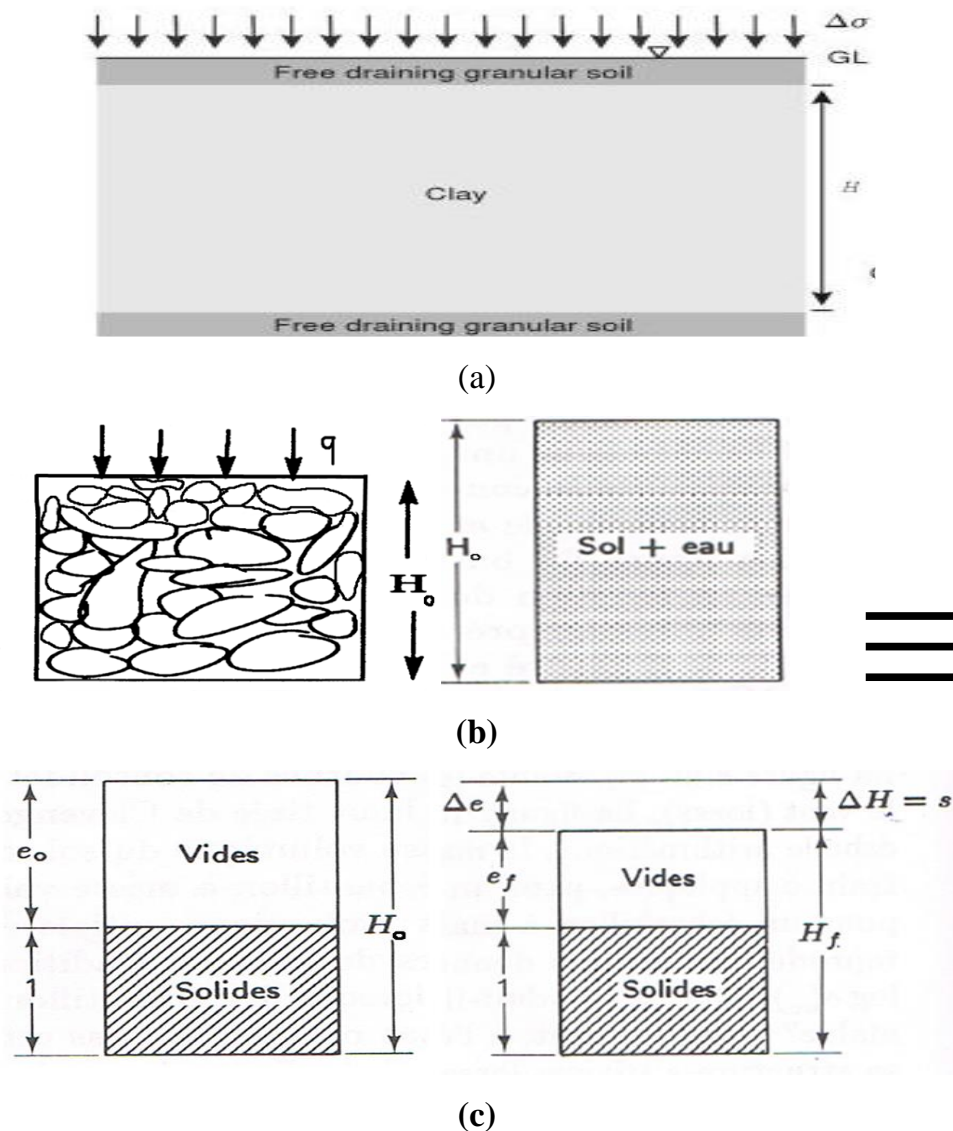 Δσ
GL
Free draining granular soil
Clay
H
Free draining granular soil
(a)
q
H₀
H₀
Sol + eau
(b)
Δe
ΔH = s
e₀
Vides
H₀
e_f
Vides
H_f
1
Solides
1
Solides
(c)